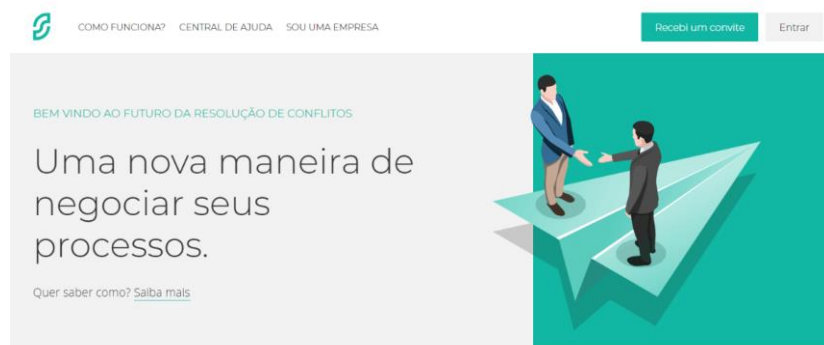 COMO FUNCIONA? CENTRAL DE AJUDA SOU UMA EMPRESA Recebi um convite Entrar
BEM VINDO AO FUTURO DA RESOLUÇÃO DE CONFLITOS
Uma nova maneira de
negociar seus
processos.
Quer saber como? Saiba mais